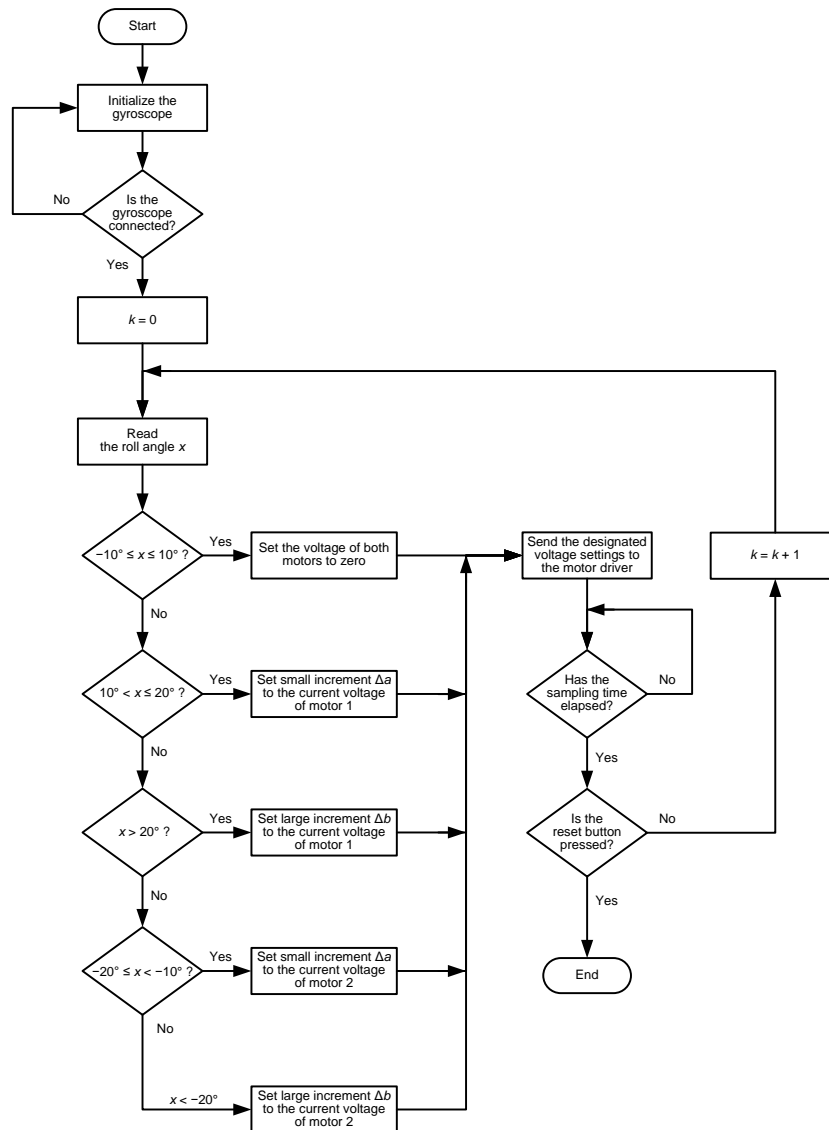 Start
Initialize the
gyroscope
Is the
gyroscope
connected?
No
Yes
k = 0
Read
the roll angle x
−10° ≤ x ≤ 10° ?
Yes
Set the voltage of both
motors to zero
No
10° < x ≤ 20° ?
Yes
Set small increment Δa
to the current voltage
of motor 1
No
x > 20° ?
Yes
Set large increment Δb
to the current voltage
of motor 1
No
−20° ≤ x < −10° ?
Yes
Set small increment Δa
to the current voltage
of motor 2
No
x < −20°
Set large increment Δb
to the current voltage
of motor 2
Send the designated
voltage settings to
the motor driver
Has the
sampling time
elapsed?
No
Yes
Is the
reset button
pressed?
No
Yes
End
k = k + 1